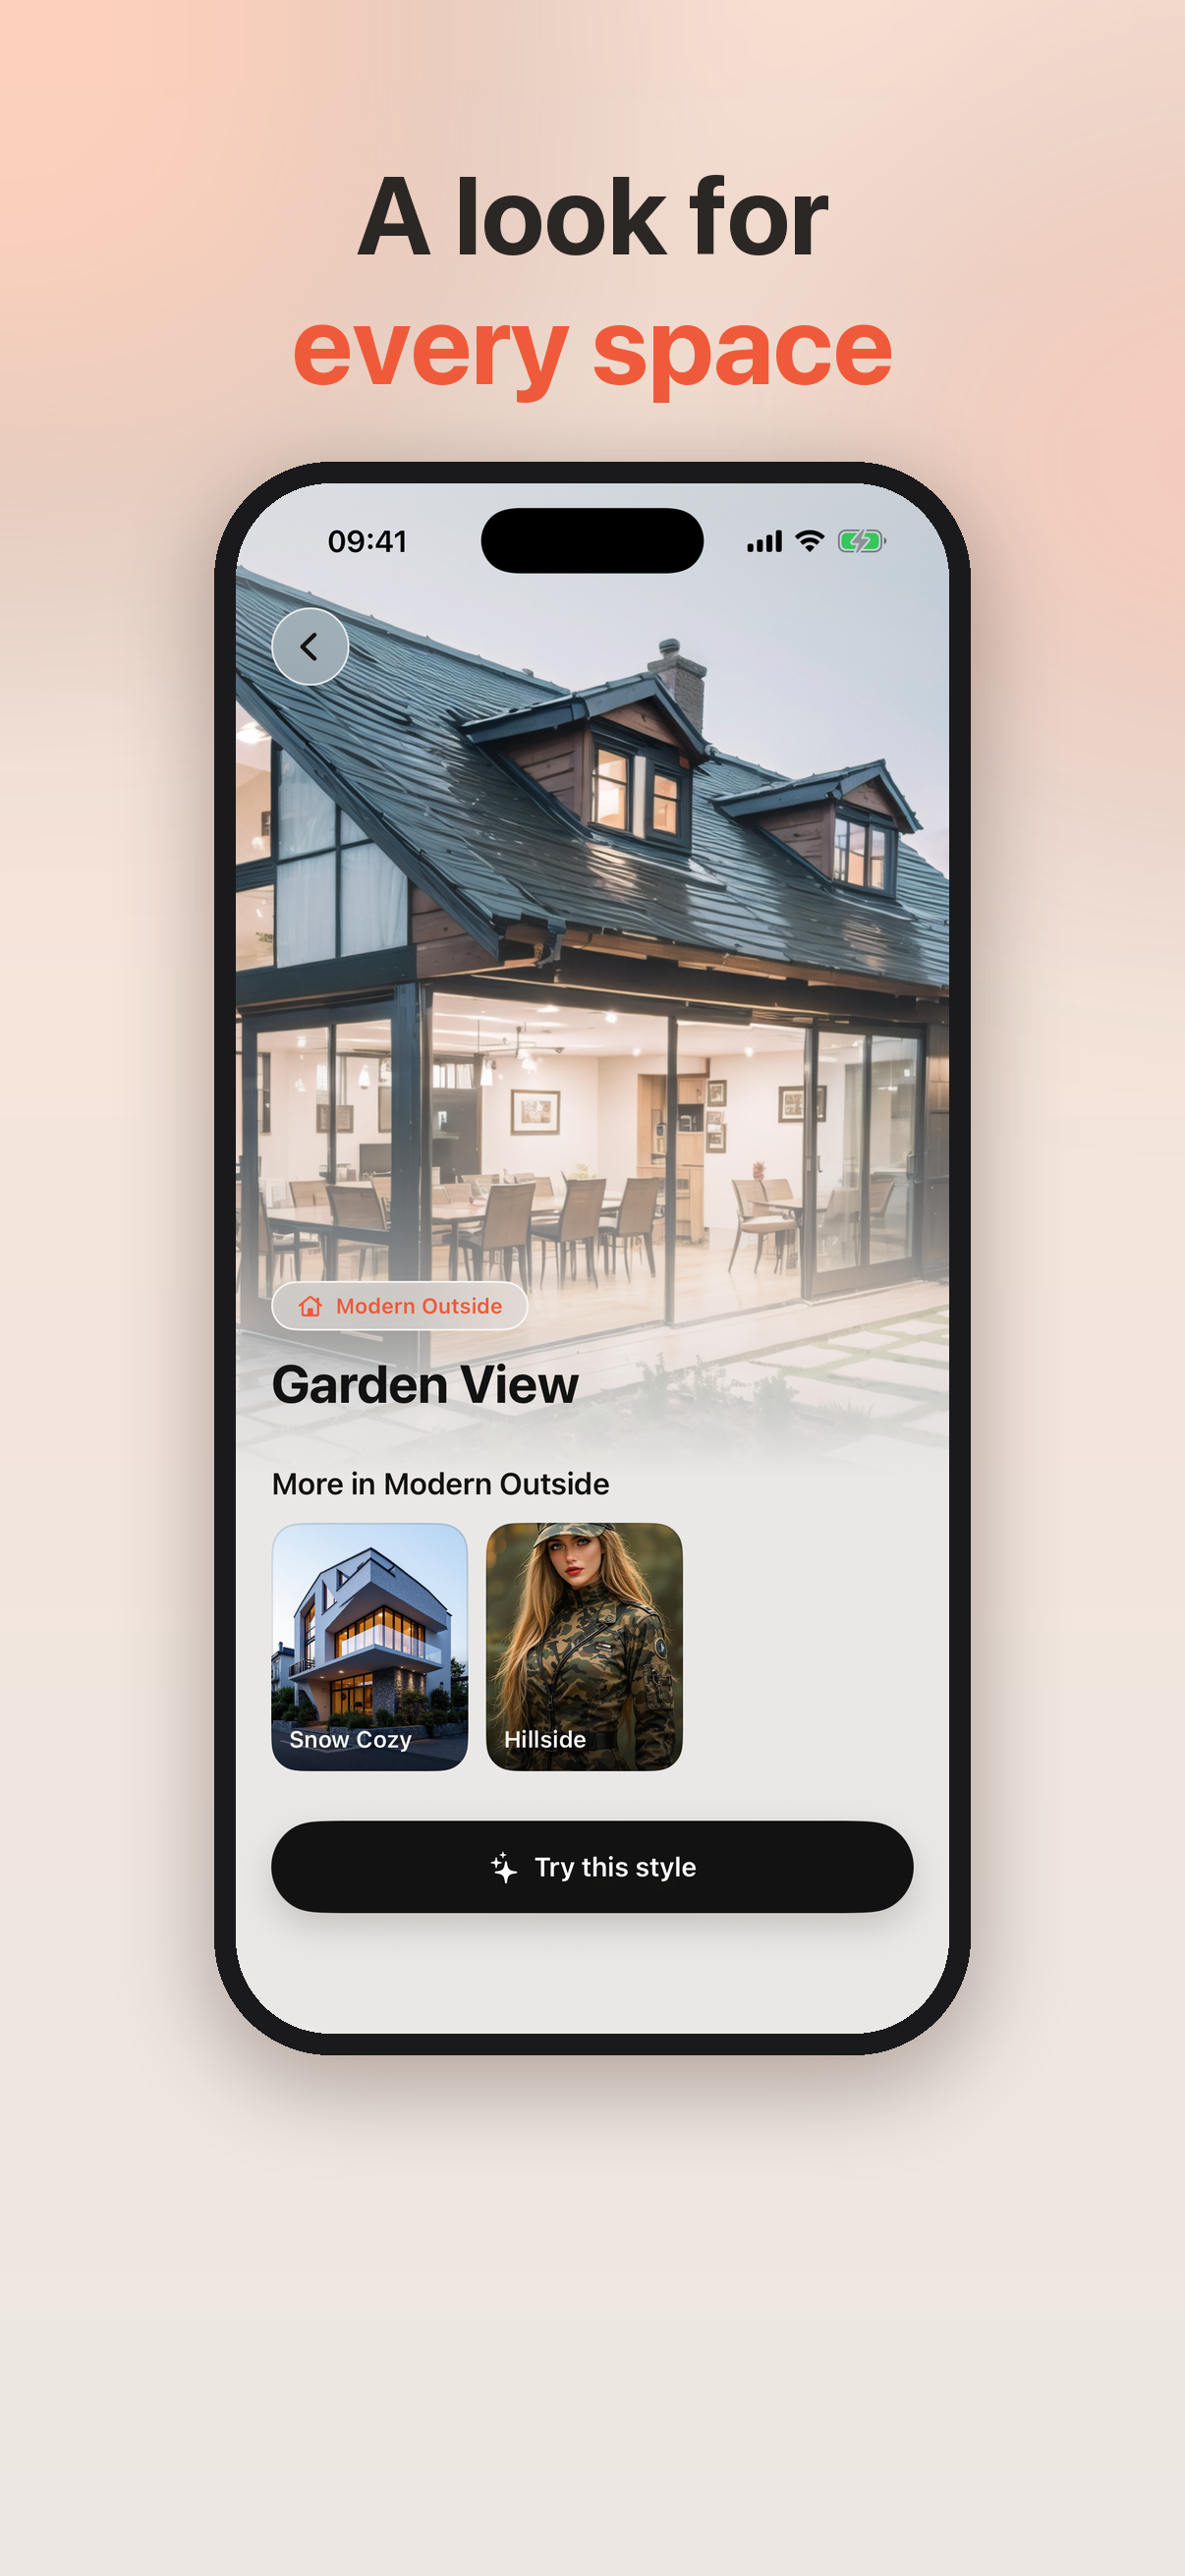 A look for
every space
09:41
Modern Outside
Garden View
More in Modern Outside
Snow Cozy
Hillside
Try this style